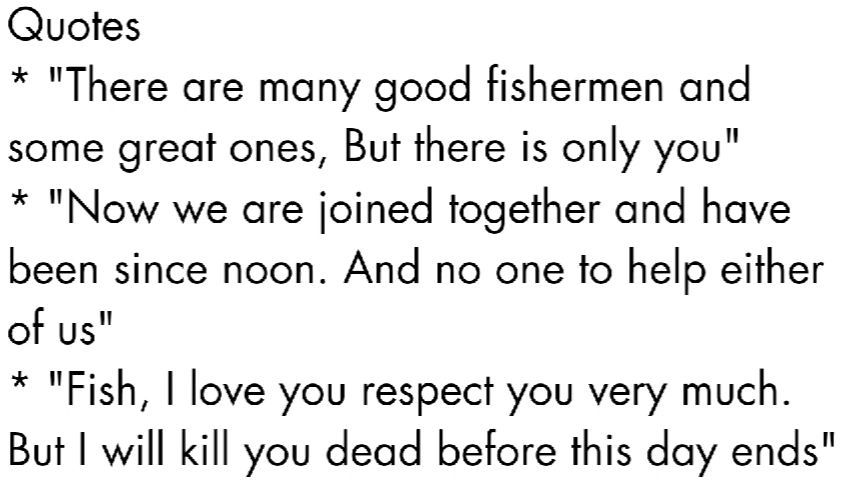 Quotes
* "There are many good fishermen and
some great ones, But there is only you"
* "Now we are joined together and have
been since noon. And no one to help either
of us"
* "Fish, I love you respect you very much.
But I will kill you dead before this day ends"